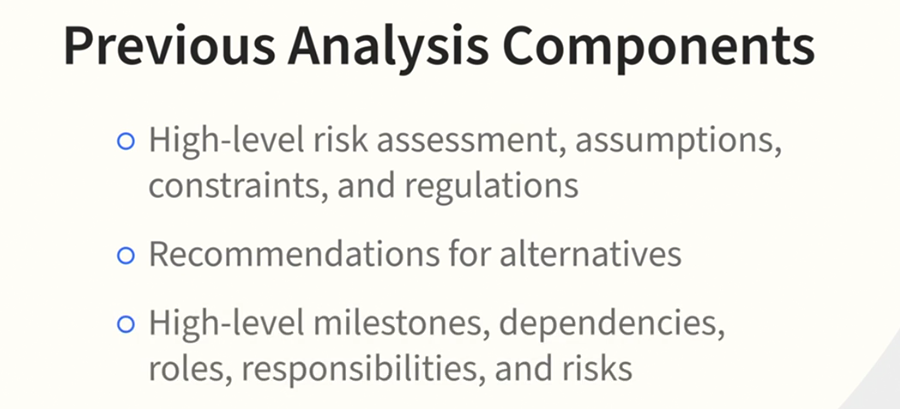 Previous Analysis Components
High-level risk assessment, assumptions,
constraints, and regulations
Recommendations for alternatives
High-level milestones, dependencies,
roles, responsibilities, and risks